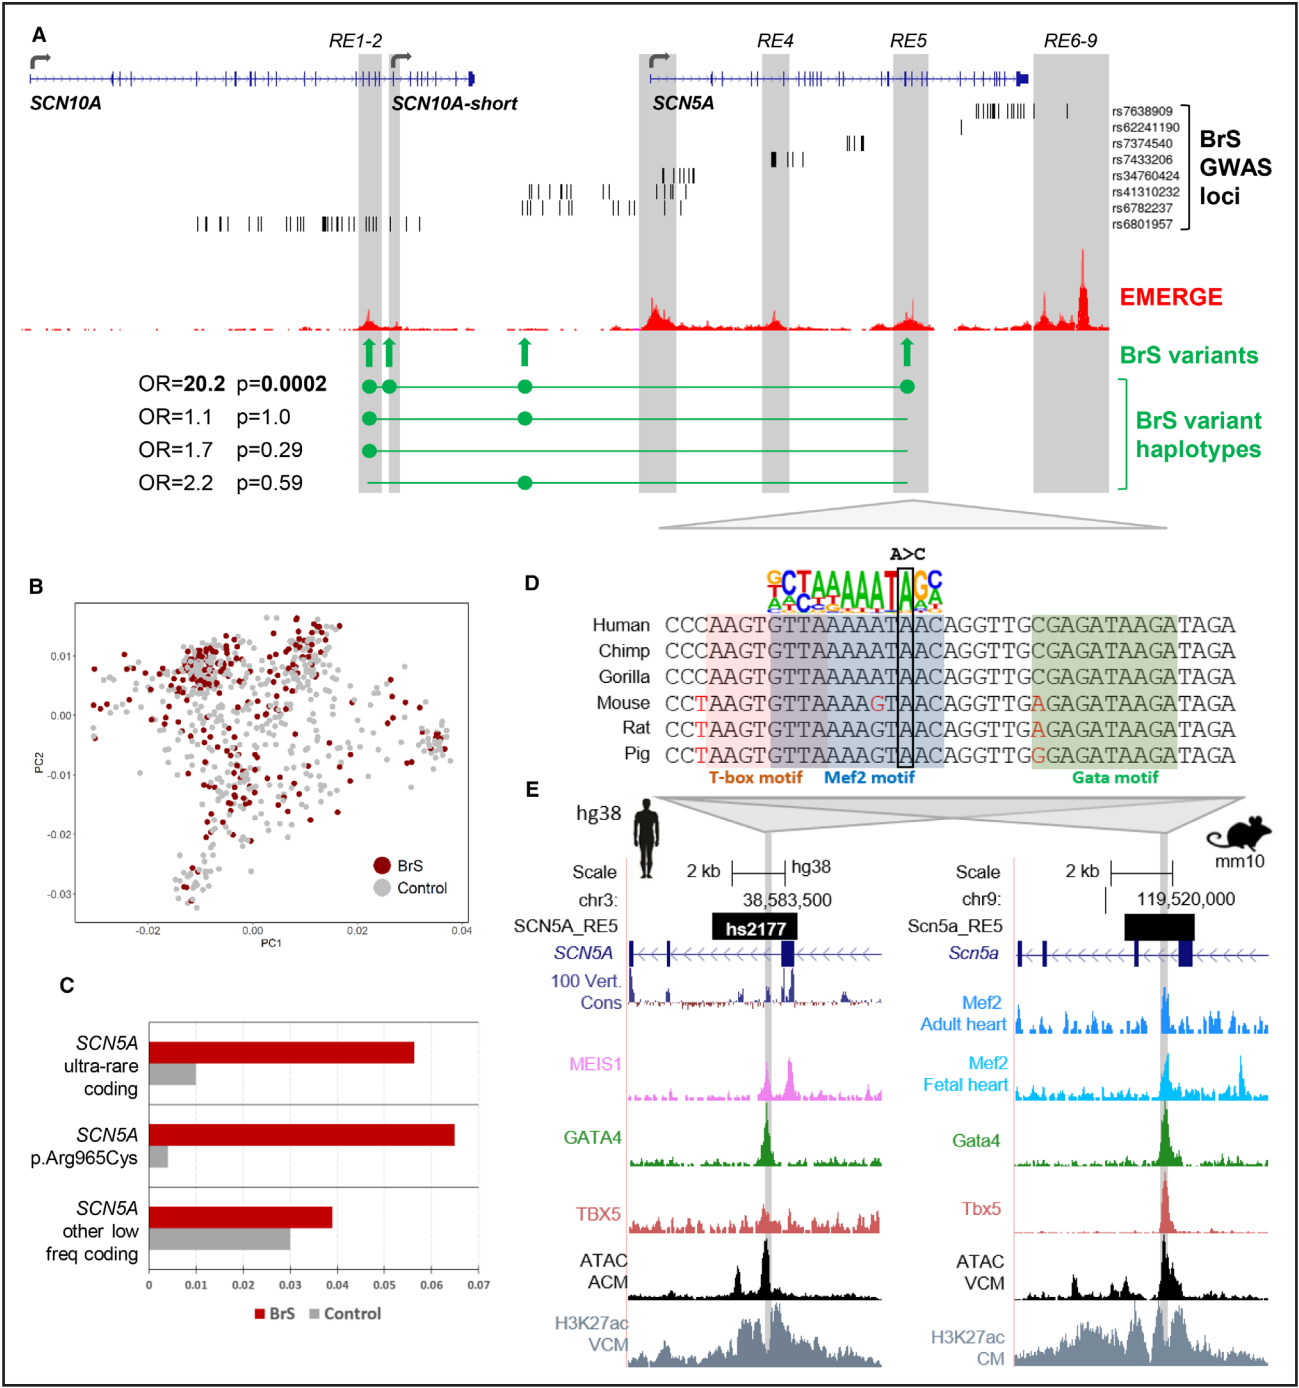 A
RE1-2
RE4
RE5
RE6-9
SCN10A
SCN10A-short
SCN5A
rs7638909
rs62241190
rs7374540
rs7433206
rs34760424
rs41310232
rs6782237
rs6801957
BrS
GWAS
loci
EMERGE
BrS variants
OR=20.2 p=0.0002
OR=1.1 p=1.0
OR=1.7 p=0.29
OR=2.2 p=0.59
BrS variant
haplotypes
B
0.01
0.00
-0.01
-0.02
-0.03
PC2
-0.02
0.00
0.02
0.04
PC1
BrS
Control
C
SCN5A
ultra-rare
coding
SCN5A
p.Arg965Cys
SCN5A
other low
freq coding
0 0.01 0.02 0.03 0.04 0.05 0.06 0.07
BrS Control
D
A>C
Human CCCAAGTGTTAAAAATAACAGGTTGCGAGATAAGATAGA
Chimp CCCAAGTGTTAAAAATAACAGGTTGCGAGATAAGATAGA
Gorilla CCCAAGTGTTAAAAATAACAGGTTGCGAGATAAGATAGA
Mouse CCTAAGTGTTAAAAGTAACAGGTTGAGAGATAAGATAGA
Rat CCTAAGTGTTAAAAGTAACAGGTTGAGAGATAAGATAGA
Pig CCTAAGTGTTAAAAGTAACAGGTTGGGAGATAAGATAGA
T-box motif Mef2 motif Gata motif
E
hg38
mm10
Scale 2 kb hg38
chr3: 38,583,500
SCN5A_RE5 hs2177
SCN5A
100 Vert.
Cons
MEIS1
GATA4
TBX5
ATAC
ACM
H3K27ac
VCM
Scale 2 kb
chr9: 119,520,000
Scn5a_RE5
Scn5a
Mef2
Adult heart
Mef2
Fetal heart
Gata4
Tbx5
ATAC
VCM
H3K27ac
CM